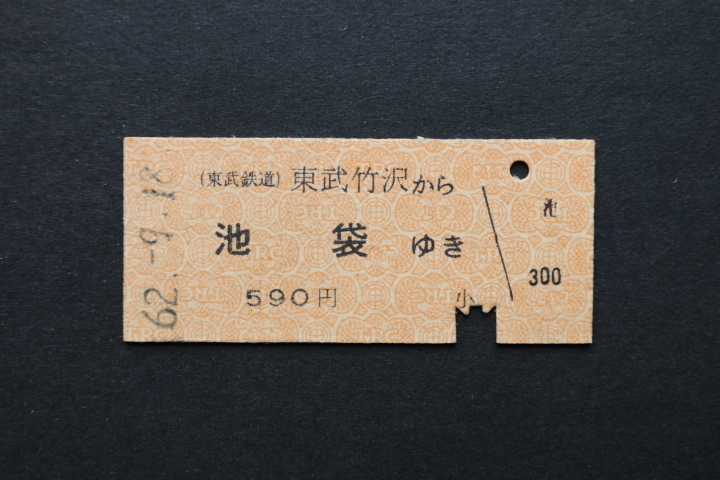 62.-9.18
(東武鉄道) 東武竹沢から
池 袋 ゆき
590円 小
300